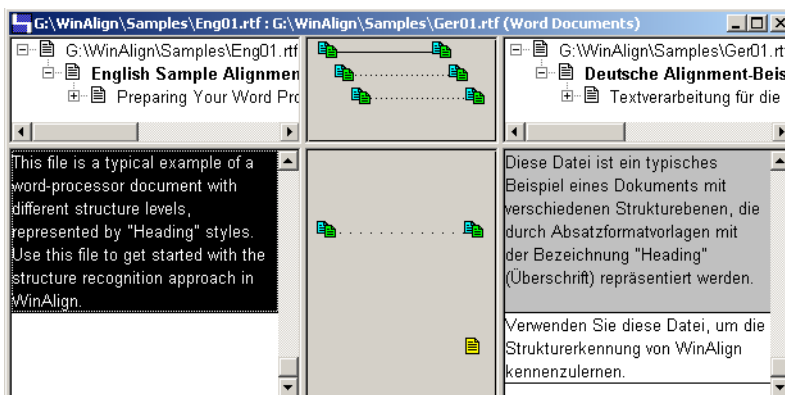 G:\WinAlign\Samples\Eng01.rtf : G:\WinAlign\Samples\Ger01.rtf (Word Documents)
G:\WinAlign\Samples\Eng01.rtf
English Sample Alignmen
Preparing Your Word Pro
G:\WinAlign\Samples\Ger01.rt
Deutsche Alignment-Beis
Textverarbeitung für die
This file is a typical example of a
word-processor document with
different structure levels,
represented by "Heading" styles.
Use this file to get started with the
structure recognition approach in
WinAlign.
Diese Datei ist ein typisches
Beispiel eines Dokuments mit
verschiedenen Strukturebenen, die
durch Absatzformatvorlagen mit
der Bezeichnung "Heading"
(Überschrift) repräsentiert werden.
Verwenden Sie diese Datei, um die
Strukturerkennung von WinAlign
kennenzulernen.